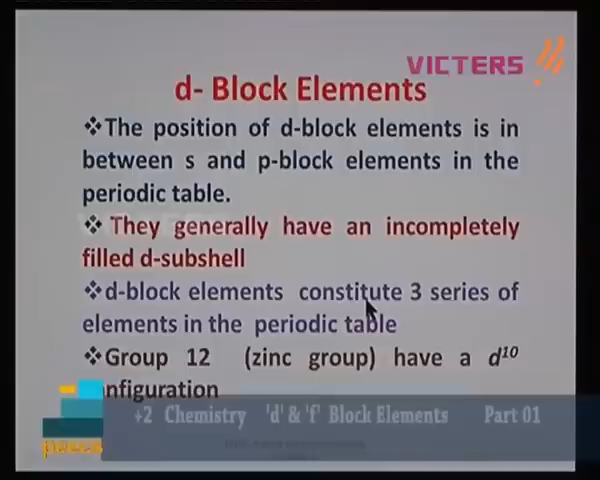 VICTERS
d- Block Elements
❖The position of d-block elements is in
between s and p-block elements in the
periodic table.
❖ They generally have an incompletely
filled d-subshell
❖d-block elements constitute 3 series of
elements in the periodic table
❖Group 12 (zinc group) have a d¹⁰
nfiguration
+2 Chemistry 'd' & 'f' Block Elements Part 01